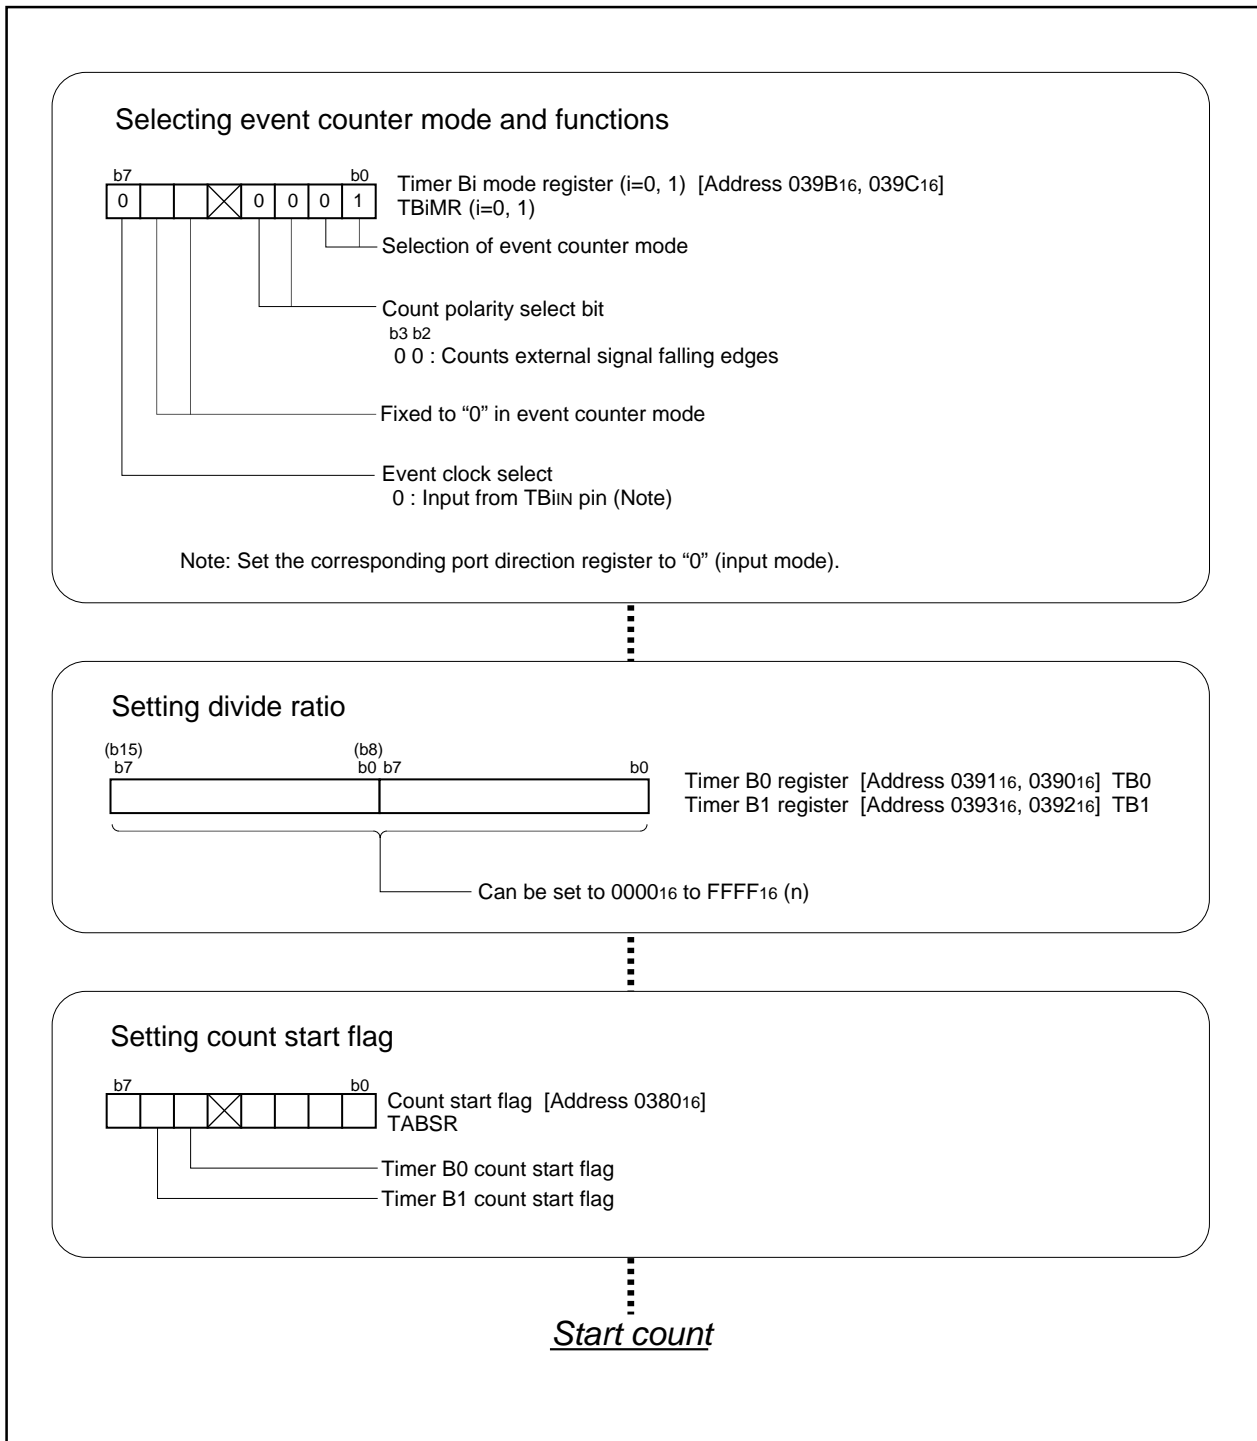 Selecting event counter mode and functions
b7 b0
0 0 0 0 1
Timer Bi mode register (i=0, 1) [Address 039B16, 039C16]
TBiMR (i=0, 1)
Selection of event counter mode
Count polarity select bit
b3 b2
0 0 : Counts external signal falling edges
Fixed to “0” in event counter mode
Event clock select
0 : Input from TBiIN pin (Note)
Note: Set the corresponding port direction register to “0” (input mode).
Setting divide ratio
(b15) (b8)
b7 b0 b7 b0
Timer B0 register [Address 039116, 039016] TB0
Timer B1 register [Address 039316, 039216] TB1
Can be set to 000016 to FFFF16 (n)
Setting count start flag
b7 b0
Count start flag [Address 038016]
TABSR
Timer B0 count start flag
Timer B1 count start flag
Start count